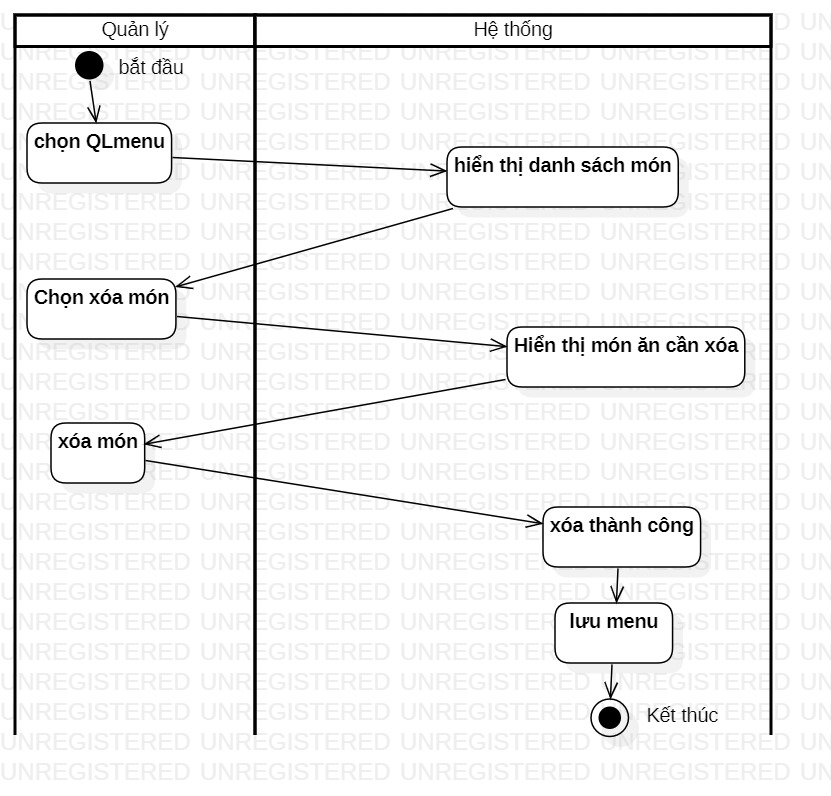 Quản lý
Hệ thống
bắt đầu
chọn QLmenu
hiển thị danh sách món
Chọn xóa món
Hiển thị món ăn cần xóa
xóa món
xóa thành công
lưu menu
Kết thúc
UNREGISTERED